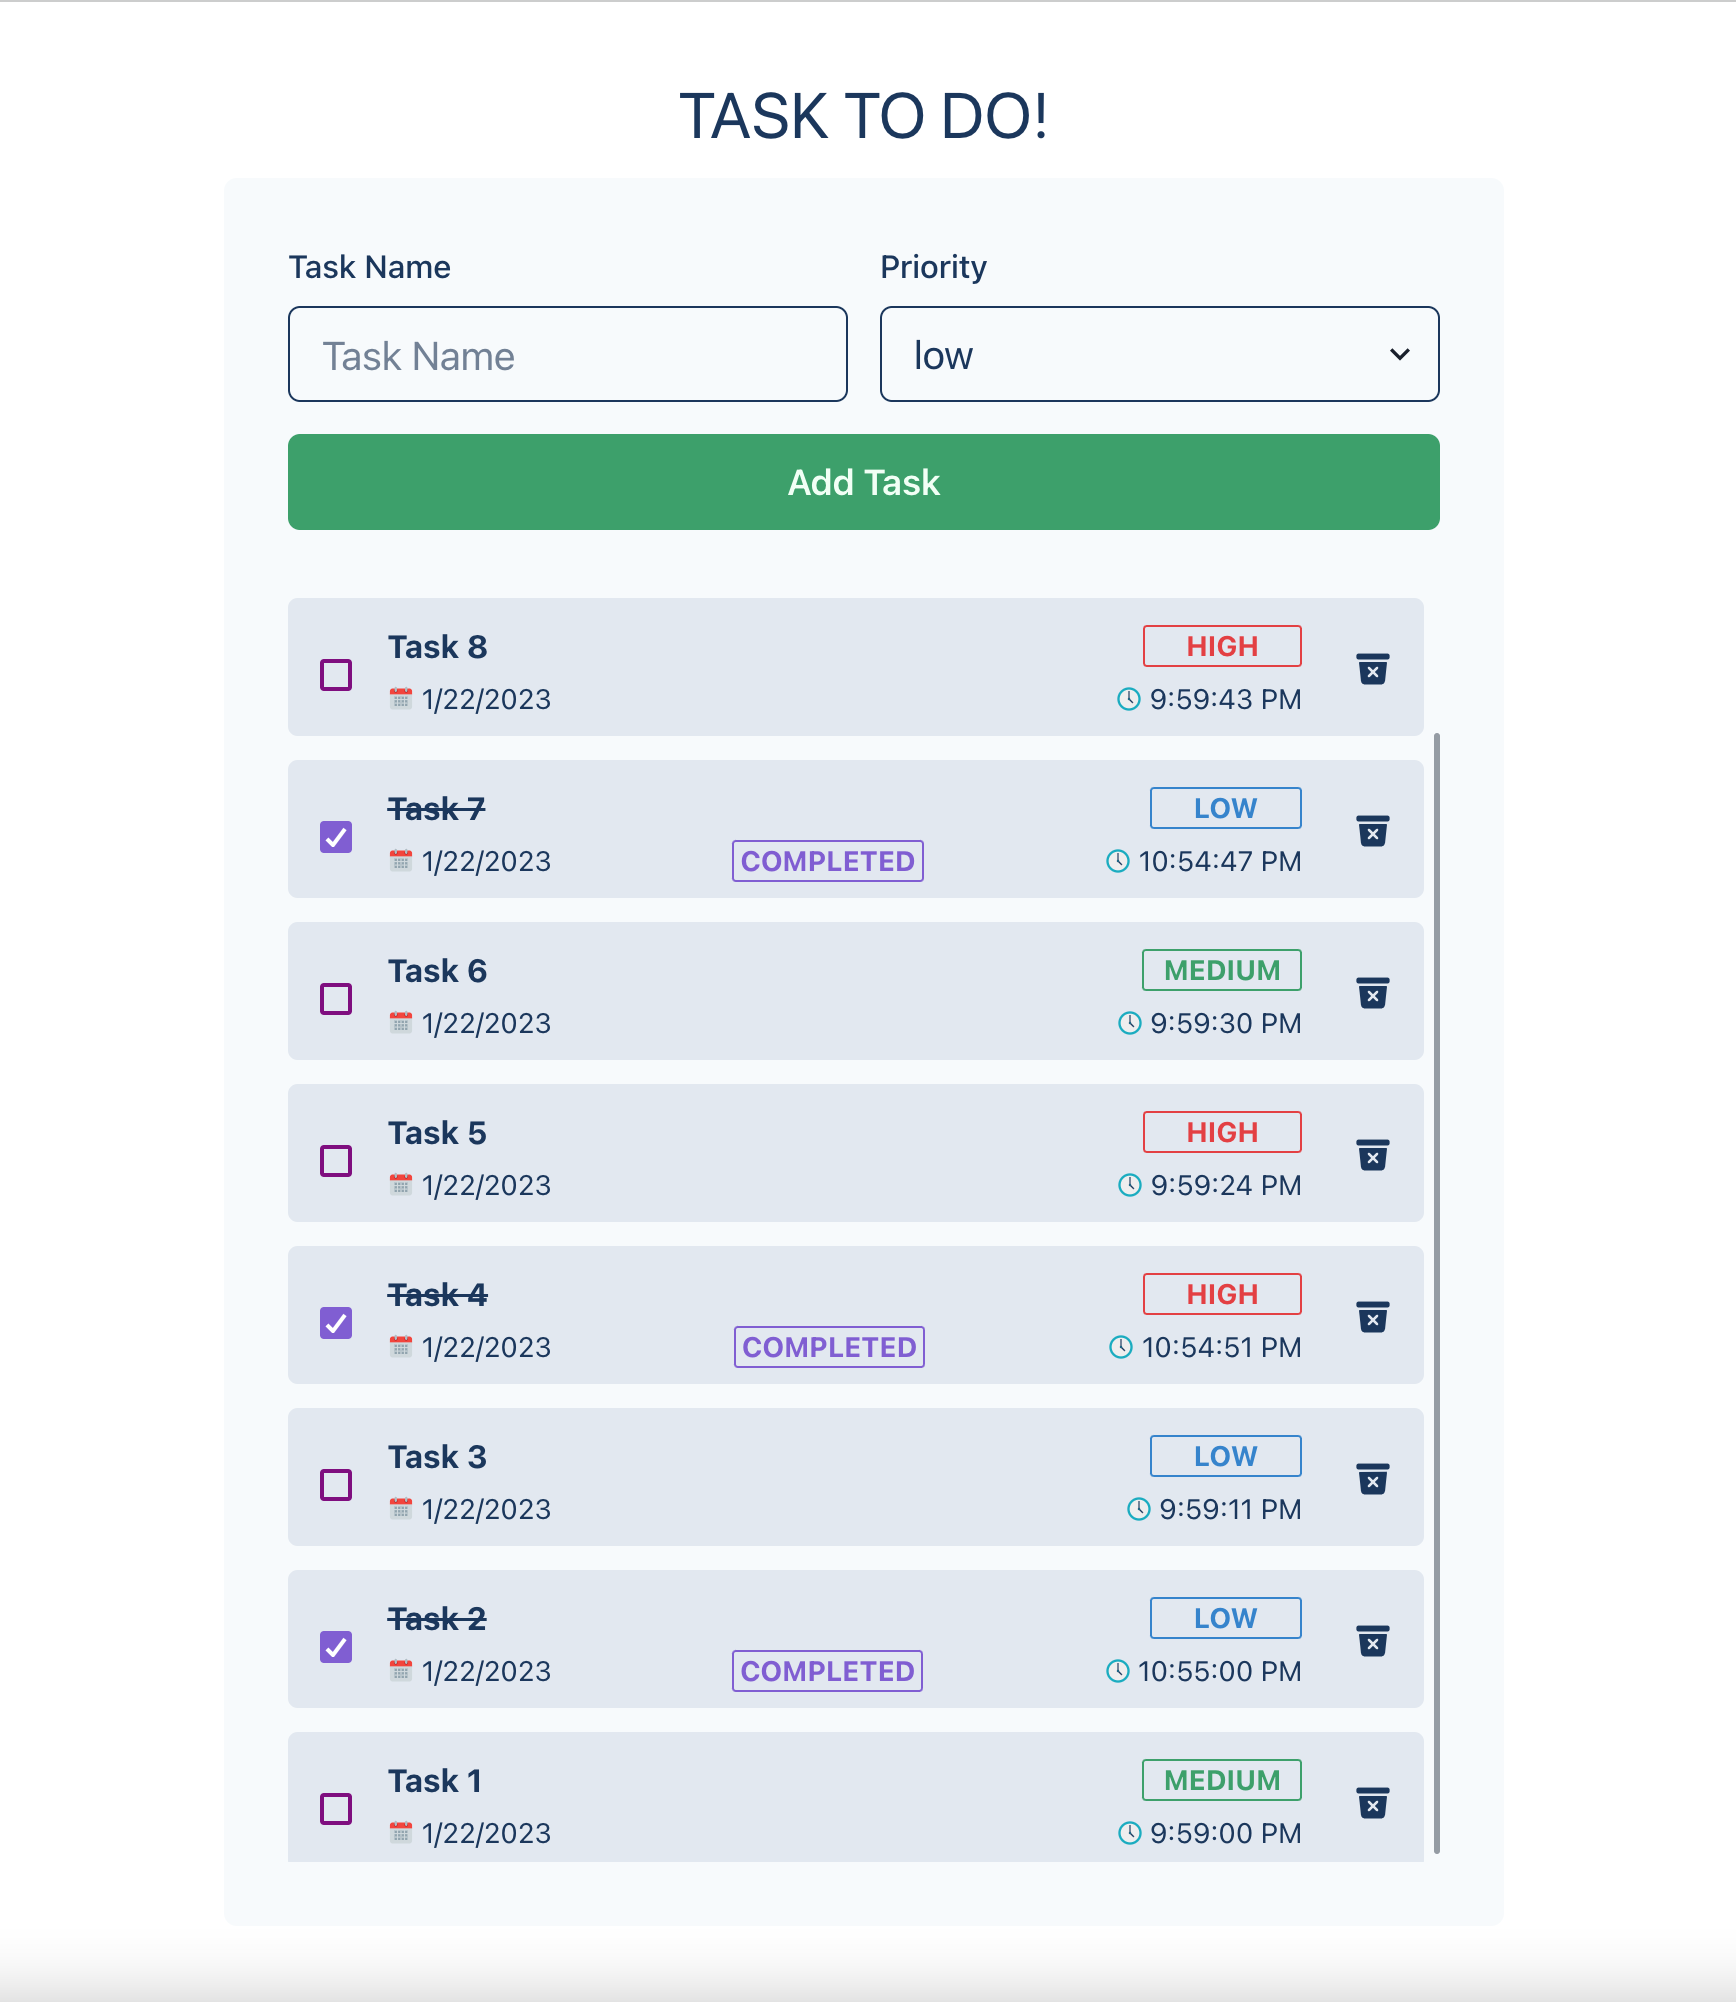 TASK TO DO!
Task Name Priority
Task Name low
Add Task
Task 8 HIGH
1/22/2023 9:59:43 PM
Task 7 LOW
1/22/2023 COMPLETED 10:54:47 PM
Task 6 MEDIUM
1/22/2023 9:59:30 PM
Task 5 HIGH
1/22/2023 9:59:24 PM
Task 4 HIGH
1/22/2023 COMPLETED 10:54:51 PM
Task 3 LOW
1/22/2023 9:59:11 PM
Task 2 LOW
1/22/2023 COMPLETED 10:55:00 PM
Task 1 MEDIUM
1/22/2023 9:59:00 PM